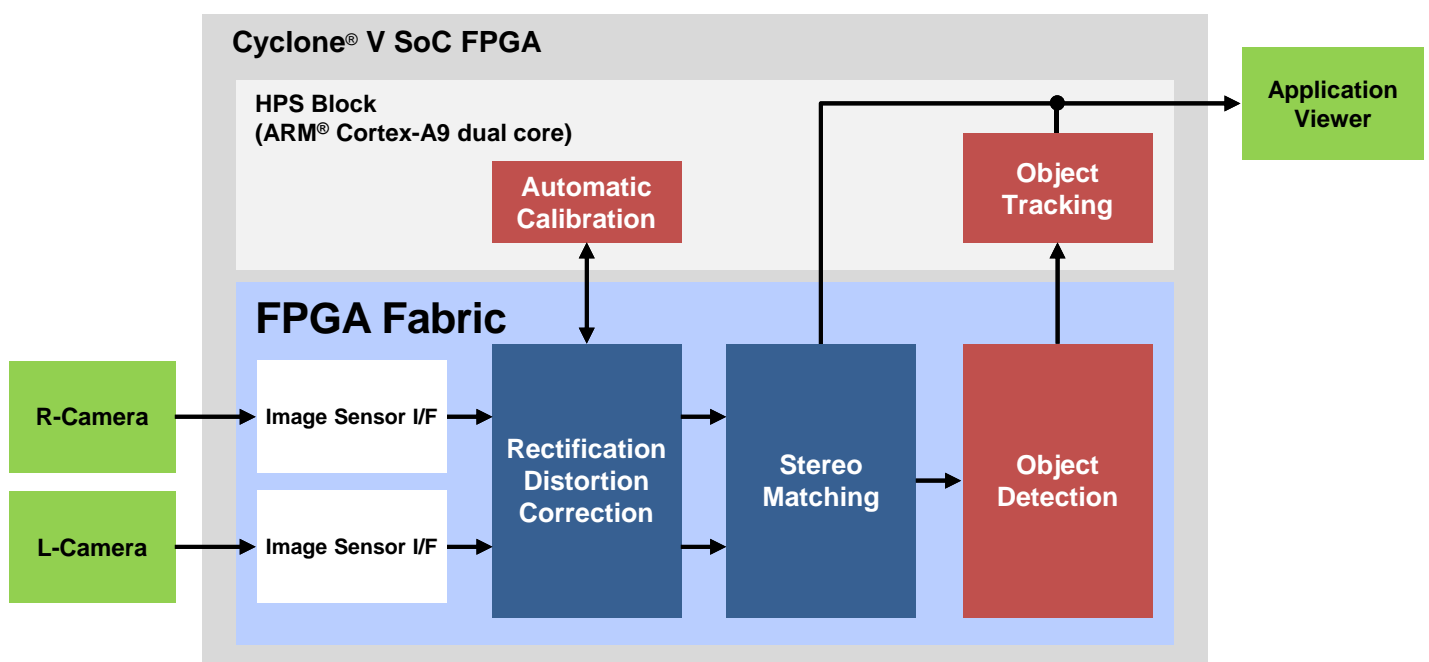 Cyclone® V SoC FPGA
HPS Block
(ARM® Cortex-A9 dual core)
Application
Viewer
Automatic
Calibration
Object
Tracking
FPGA Fabric
R-Camera
Image Sensor I/F
L-Camera
Image Sensor I/F
Rectification
Distortion
Correction
Stereo
Matching
Object
Detection